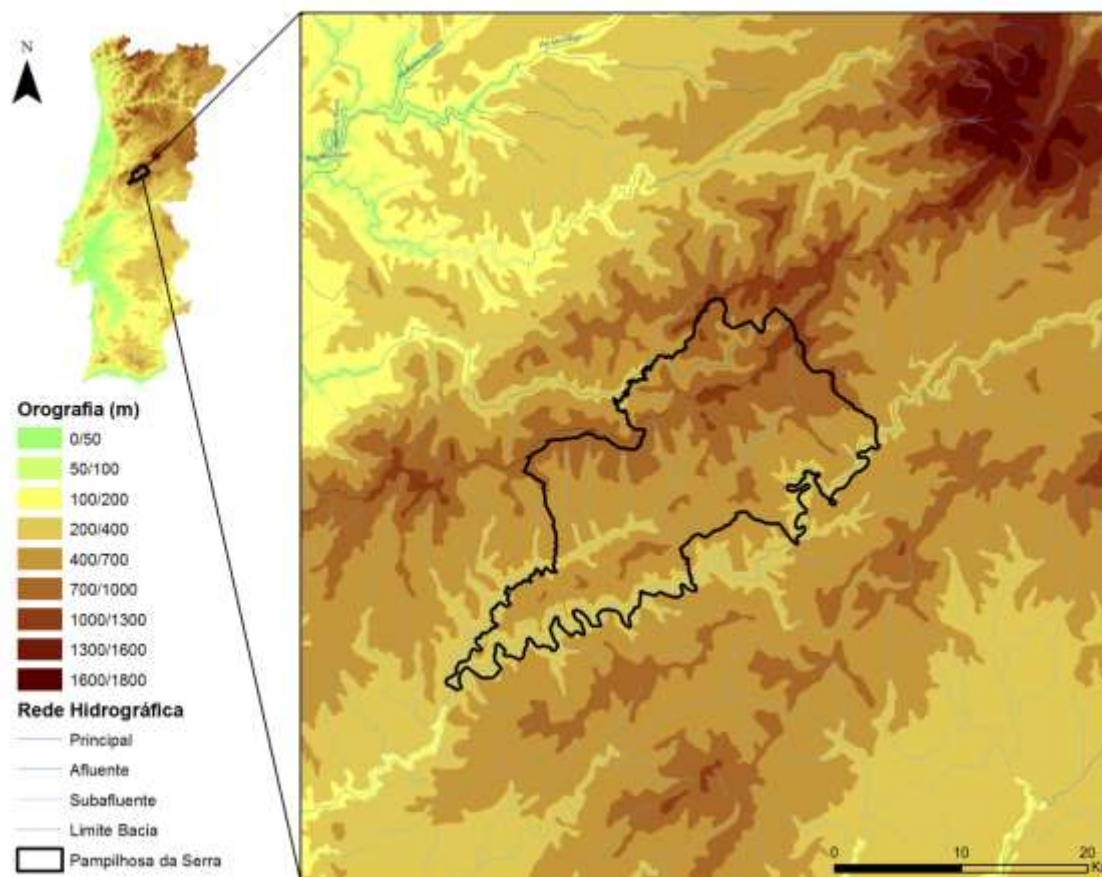 N
Orografia (m)
0/50
50/100
100/200
200/400
400/700
700/1000
1000/1300
1300/1600
1600/1800
Rede Hidrográfica
Principal
Afluente
Subafluente
Limite Bacia
Pampilhosa da Serra
0 10 20